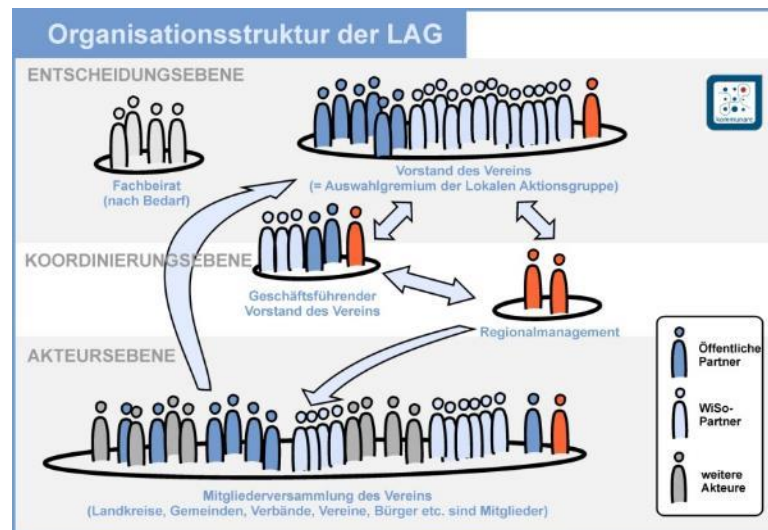 Organisationsstruktur der LAG
ENTSCHEIDUNGSEBENE
kommunare
Fachbeirat
(nach Bedarf)
Vorstand des Vereins
(= Auswahlgremium der Lokalen Aktionsgruppe)
KOORDINIERUNGSEBENE
Geschäftsführender
Vorstand des Vereins
Regionalmanagement
AKTEURSEBENE
Mitgliederversammlung des Vereins
(Landkreise, Gemeinden, Verbände, Vereine, Bürger etc. sind Mitglieder)
Öffentliche
Partner
WiSo-
Partner
weitere
Akteure